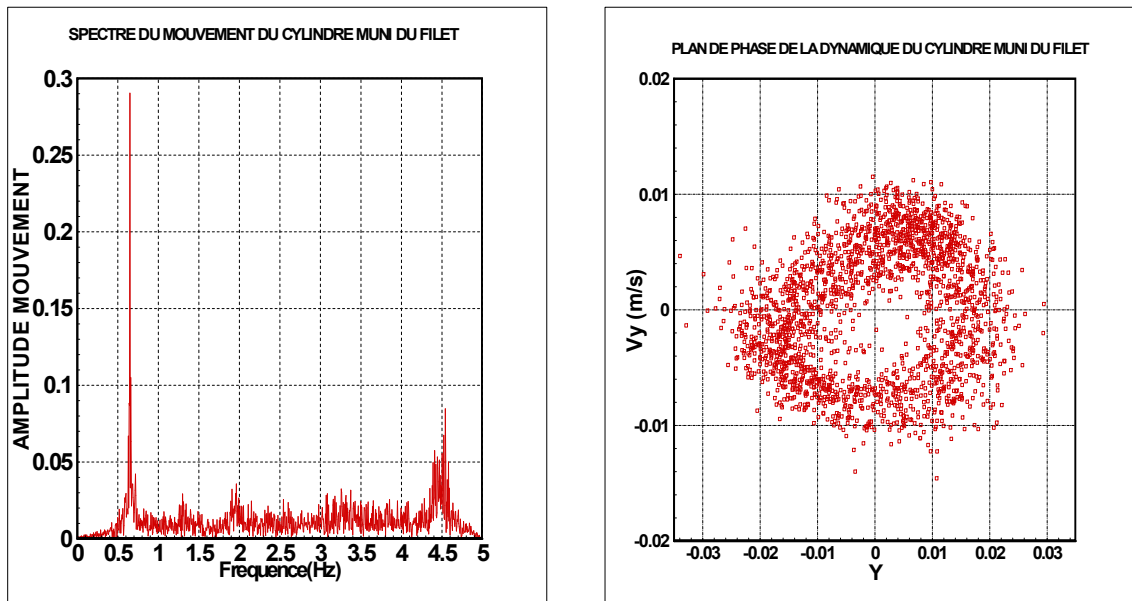 SPECTRE DU MOUVEMENT DU CYLINDRE MUNI DU FILET
0.3
0.25
0.2
0.15
0.1
0.05
0
AMPLITUDE MOUVEMENT
0 0.5 1 1.5 2 2.5 3 3.5 4 4.5 5
Frequence(Hz)
PLAN DE PHASE DE LA DYNAMIQUE DU CYLINDRE MUNI DU FILET
0.02
0.01
0
-0.01
-0.02
Vy (m/s)
-0.03 -0.02 -0.01 0 0.01 0.02 0.03
Y